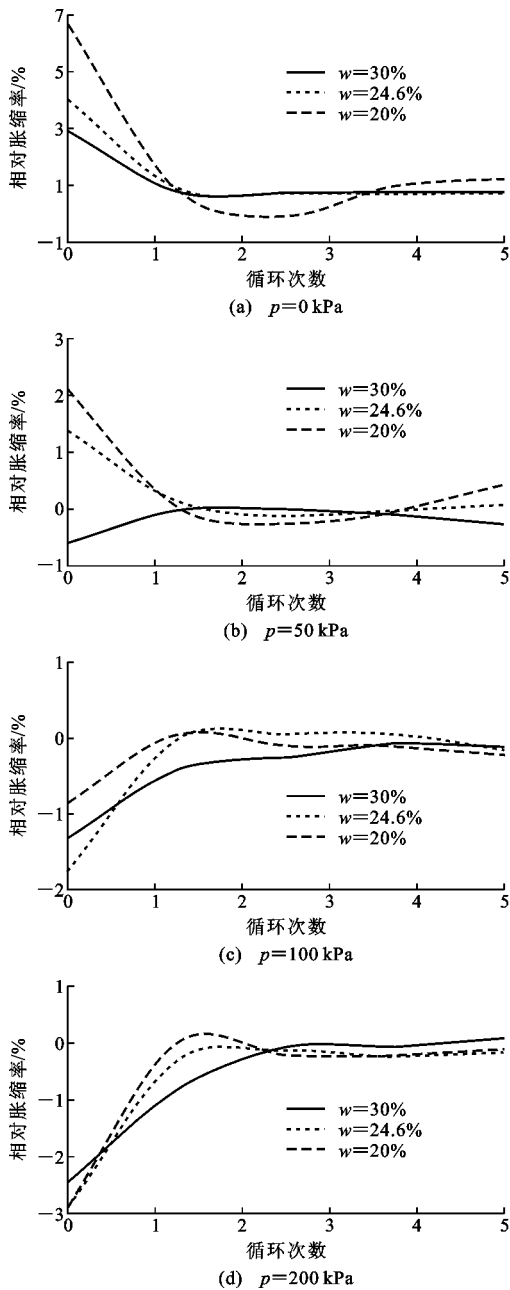 7
5
3
1
−1
相对胀缩率/%
w=30%
w=24.6%
w=20%
0 1 2 3 4 5
循环次数
(a) p=0 kPa
3
2
1
0
−1
相对胀缩率/%
w=30%
w=24.6%
w=20%
0 1 2 3 4 5
循环次数
(b) p=50 kPa
1
0
−1
−2
相对胀缩率/%
w=30%
w=24.6%
w=20%
0 1 2 3 4 5
循环次数
(c) p=100 kPa
1
0
−1
−2
−3
相对胀缩率/%
w=30%
w=24.6%
w=20%
0 1 2 3 4 5
循环次数
(d) p=200 kPa